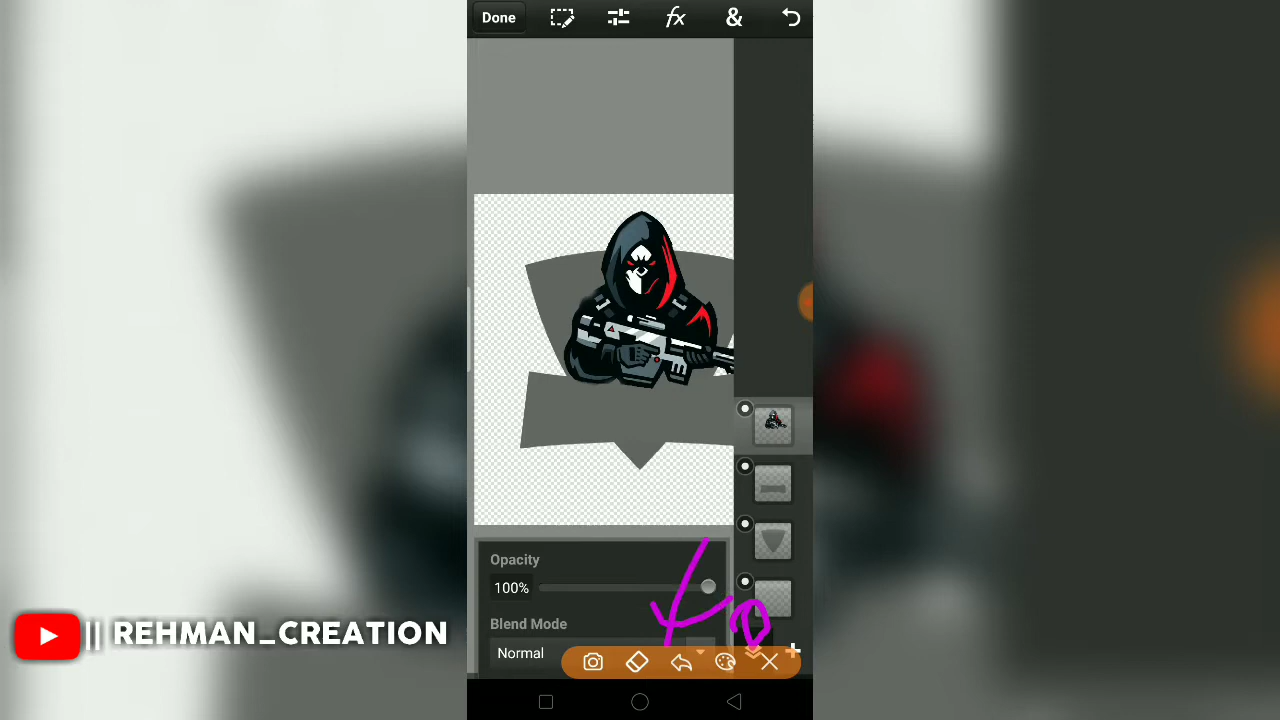 Done fx &
Opacity
100%
Blend Mode
Normal
|| REHMAN_CREATION